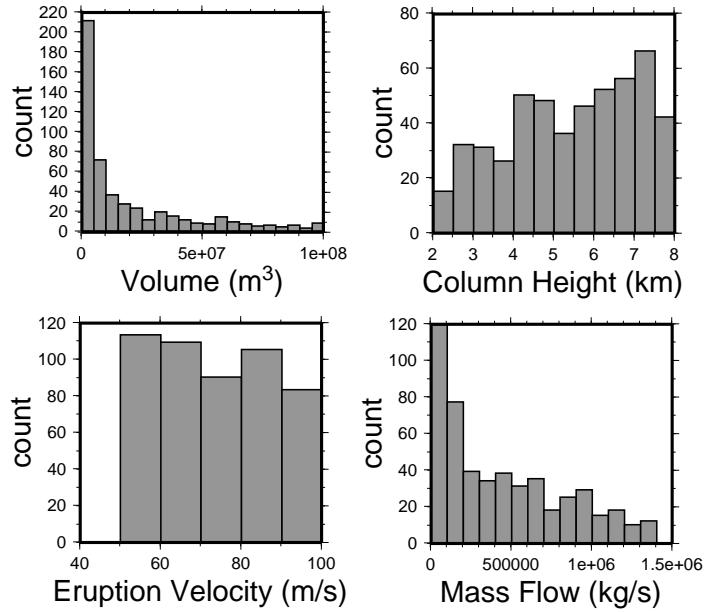 220
200
180
160
140
120
100
80
60
40
20
0
count
0 5e+07 1e+08
Volume (m³)
80
60
40
20
0
count
2 3 4 5 6 7 8
Column Height (km)
120
100
80
60
40
20
0
count
40 60 80 100
Eruption Velocity (m/s)
120
100
80
60
40
20
0
count
0 500000 1e+06 1.5e+06
Mass Flow (kg/s)